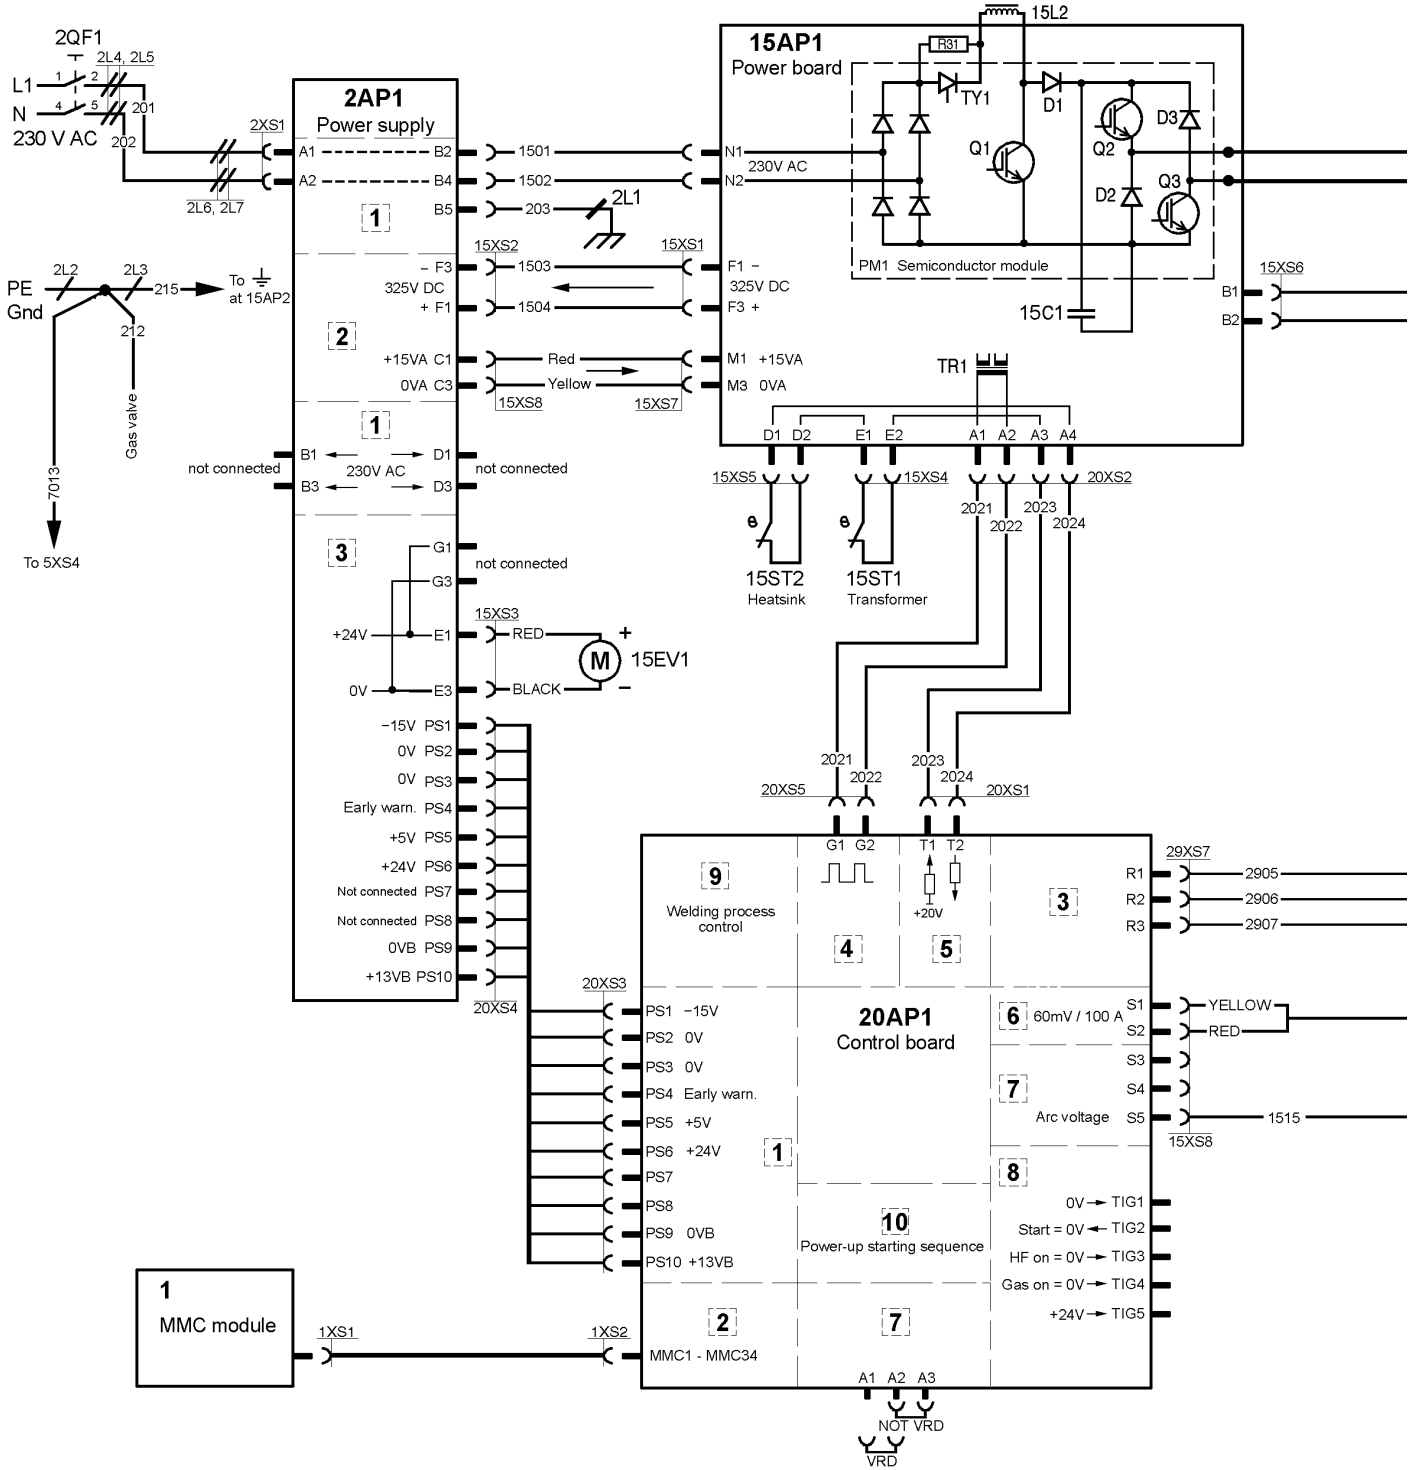 2QF1
2L4, 2L5
L1
1
2
N
4
5
201
202
230 V AC
2XS1
2L6, 2L7
2AP1
Power supply
A1
B2
1501
A2
B4
1502
B5
203
2L1
1
15XS2
15XS1
− F3
1503
F1 −
325V DC
325V DC
+ F1
1504
F3 +
2
+15VA C1
Red
M1 +15VA
0VA C3
Yellow
M3 0VA
15XS8
15XS7
1
not connected
B1
230V AC
D1
not connected
B3
D3
3
G1
not connected
G3
15XS3
+24V
E1
RED
+
M
15EV1
0V
E3
BLACK
−
−15V PS1
0V PS2
0V PS3
Early warn. PS4
+5V PS5
+24V PS6
Not connected PS7
Not connected PS8
0VB PS9
+13VB PS10
20XS4
PE
Gnd
2L2
2L3
215
To
at 15AP2
212
Gas valve
7013
To 5XS4
15AP1
Power board
15L2
R31
TY1
D1
D3
Q1
Q2
D2
Q3
N1
230V AC
N2
PM1 Semiconductor module
15C1
15XS6
B1
B2
TR1
D1
D2
E1
E2
A1
A2
A3
A4
15XS5
15XS4
20XS2
θ
θ
2021
2022
2023
2024
15ST2
Heatsink
15ST1
Transformer
2021
2022
2023
2024
20XS5
20XS1
G1
G2
T1
T2
+20V
9
Welding process
control
4
5
3
29XS7
R1
2905
R2
2906
R3
2907
20AP1
Control board
6
60mV / 100 A
S1
YELLOW
S2
RED
7
S3
S4
Arc voltage
S5
1515
15XS8
8
0V
TIG1
Start = 0V
TIG2
HF on = 0V
TIG3
Gas on = 0V
TIG4
+24V
TIG5
20XS3
PS1 −15V
PS2 0V
PS3 0V
PS4 Early warn.
PS5 +5V
PS6 +24V
PS7
PS8
PS9 0VB
PS10 +13VB
1
10
Power-up starting sequence
2
7
MMC1 - MMC34
1
MMC module
1XS1
1XS2
A1
A2
A3
NOT VRD
VRD